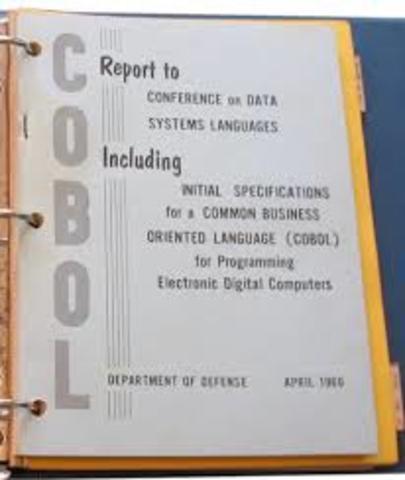 COBOL
Report to
CONFERENCE on DATA
SYSTEMS LANGUAGES
Including
INITIAL SPECIFICATIONS
for a COMMON BUSINESS
ORIENTED LANGUAGE (COBOL)
for Programming
Electronic Digital Computers
DEPARTMENT OF DEFENSE APRIL 1960